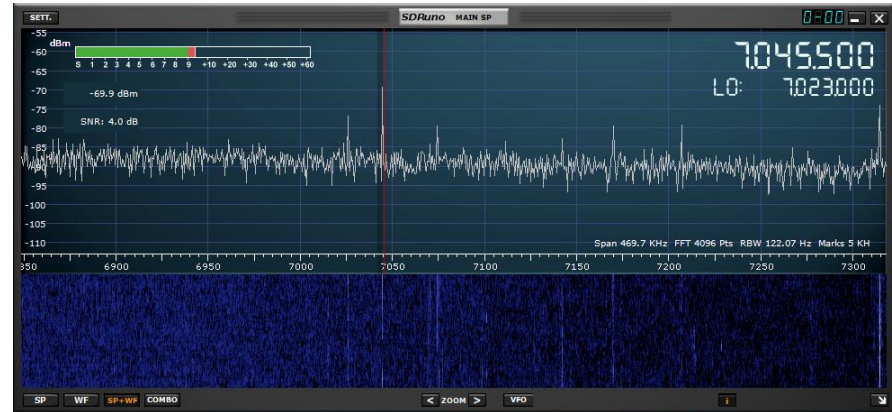 SETT. SDRuno MAIN SP 0-00
-55
dBm
-60
-65
-70
-75
-80
-85
-90
-95
-100
-105
-110
S 1 2 3 4 5 6 7 8 9 +10 +20 +30 +40 +50 +60
-69.9 dBm
SNR: 4.0 dB
7.045.500
LO: 7.023.000
Span 469.7 KHz FFT 4096 Pts RBW 122.07 Hz Marks 5 KH
850 6900 6950 7000 7050 7100 7150 7200 7250 7300
SP WF SP+WF COMBO < ZOOM > VFO i